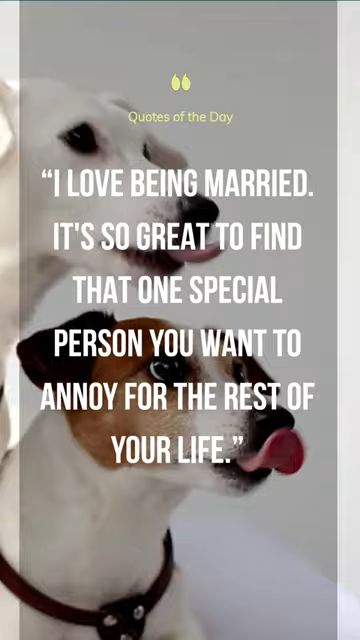 Quotes of the Day
“I LOVE BEING MARRIED.
IT'S SO GREAT TO FIND
THAT ONE SPECIAL
PERSON YOU WANT TO
ANNOY FOR THE REST OF
YOUR LIFE.”